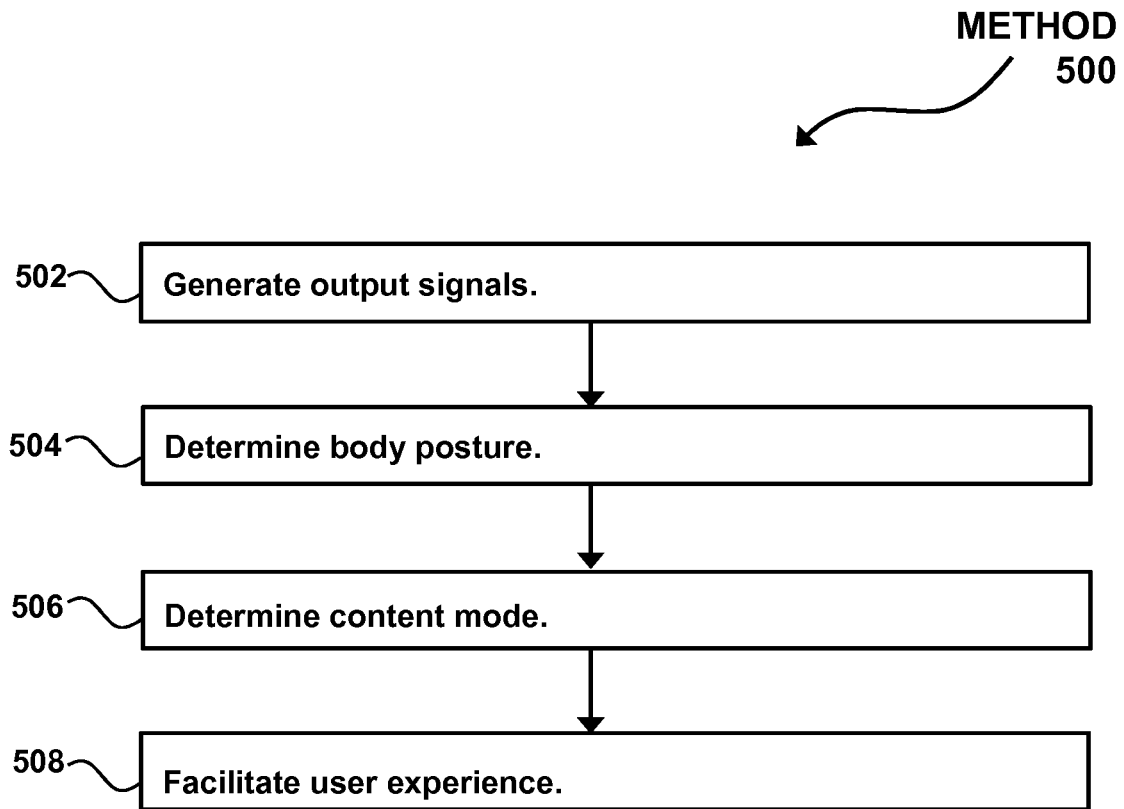 METHOD
500
502
Generate output signals.
504
Determine body posture.
506
Determine content mode.
508
Facilitate user experience.